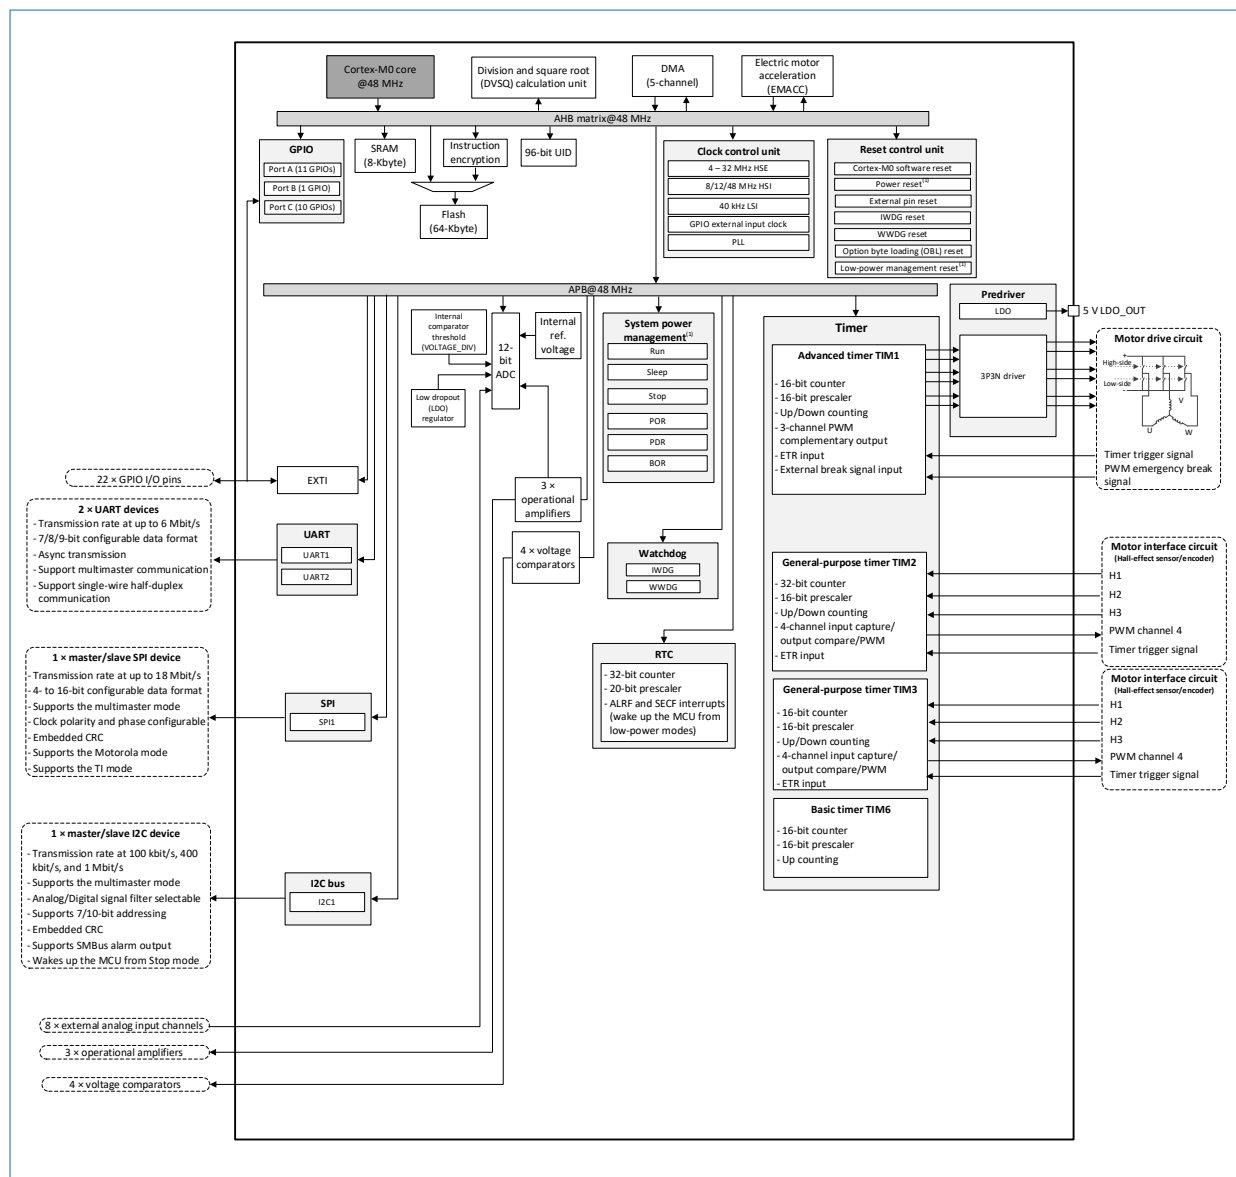 Cortex-M0 core
@48 MHz
Division and square root
(DVSQ) calculation unit
DMA
(5-channel)
Electric motor
acceleration
(EMACC)
AHB matrix@48 MHz
GPIO
Port A (11 GPIOs)
Port B (1 GPIO)
Port C (10 GPIOs)
SRAM
(8-Kbyte)
Instruction
encryption
96-bit UID
Flash
(64-Kbyte)
Clock control unit
4 – 32 MHz HSE
8/12/48 MHz HSI
40 kHz LSI
GPIO external input clock
PLL
Reset control unit
Cortex-M0 software reset
Power reset(1)
External pin reset
IWDG reset
WWDG reset
Option byte loading (OBL) reset
Low-power management reset(1)
APB@48 MHz
Internal
comparator
threshold
(VOLTAGE_DIV)
Low dropout
(LDO)
regulator
12-
bit
ADC
Internal
ref.
voltage
System power
management(1)
Run
Sleep
Stop
POR
PDR
BOR
Timer
Advanced timer TIM1
- 16-bit counter
- 16-bit prescaler
- Up/Down counting
- 3-channel PWM
complementary output
- ETR input
- External break signal input
Predriver
LDO
3P3N driver
5 V LDO_OUT
Motor drive circuit
+
High-side
Low-side
-
V
U
W
Timer trigger signal
PWM emergency break
signal
22 × GPIO I/O pins
EXTI
3 ×
operational
amplifiers
2 × UART devices
- Transmission rate at up to 6 Mbit/s
- 7/8/9-bit configurable data format
- Async transmission
- Support multimaster communication
- Support single-wire half-duplex
communication
UART
UART1
UART2
4 × voltage
comparators
Watchdog
IWDG
WWDG
General-purpose timer TIM2
- 32-bit counter
- 16-bit prescaler
- Up/Down counting
- 4-channel input capture/
output compare/PWM
- ETR input
Motor interface circuit
(Hall-effect sensor/encoder)
H1
H2
H3
PWM channel 4
Timer trigger signal
1 × master/slave SPI device
- Transmission rate at up to 18 Mbit/s
- 4- to 16-bit configurable data format
- Supports the multimaster mode
- Clock polarity and phase configurable
- Embedded CRC
- Supports the Motorola mode
- Supports the TI mode
SPI
SPI1
RTC
- 32-bit counter
- 20-bit prescaler
- ALRF and SECF interrupts
(wake up the MCU from
low-power modes)
General-purpose timer TIM3
- 16-bit counter
- 16-bit prescaler
- Up/Down counting
- 4-channel input capture/
output compare/PWM
- ETR input
Motor interface circuit
(Hall-effect sensor/encoder)
H1
H2
H3
PWM channel 4
Timer trigger signal
Basic timer TIM6
- 16-bit counter
- 16-bit prescaler
- Up counting
1 × master/slave I2C device
- Transmission rate at 100 kbit/s, 400
kbit/s, and 1 Mbit/s
- Supports the multimaster mode
- Analog/Digital signal filter selectable
- Supports 7/10-bit addressing
- Embedded CRC
- Supports SMBus alarm output
- Wakes up the MCU from Stop mode
I2C bus
I2C1
8 × external analog input channels
3 × operational amplifiers
4 × voltage comparators